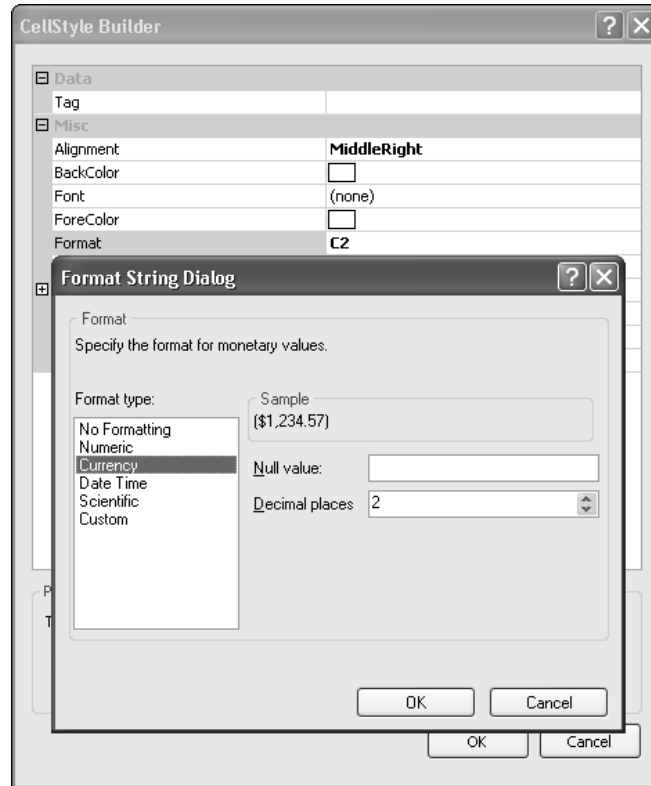 CellStyle Builder
Data
Tag
Misc
Alignment MiddleRight
BackColor
Font (none)
ForeColor
Format C2
Format String Dialog
Format
Specify the format for monetary values.
Format type:
No Formatting
Numeric
Currency
Date Time
Scientific
Custom
Sample
($1,234.57)
Null value:
Decimal places 2
OK Cancel
OK Cancel